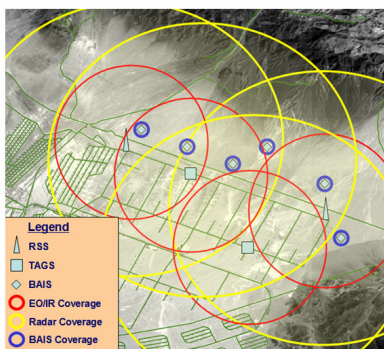 Legend
RSS
TAGS
BAIS
EO/IR Coverage
Radar Coverage
BAIS Coverage